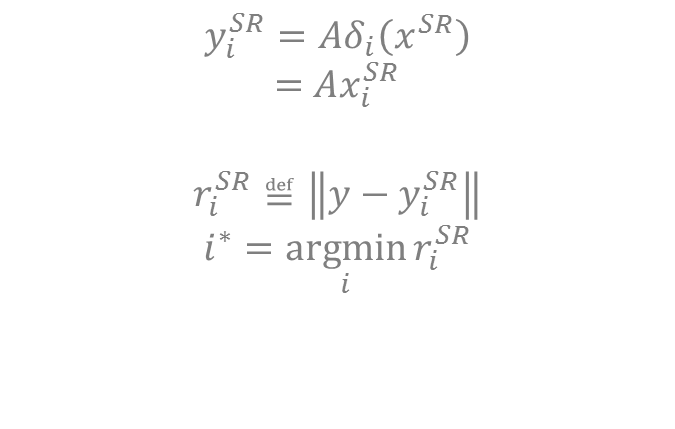 y_i^{SR} = Aδ_i(x^{SR})
= Ax_i^{SR}
r_i^{SR} ≝ ‖y − y_i^{SR}‖
i^* = argmin_i r_i^{SR}